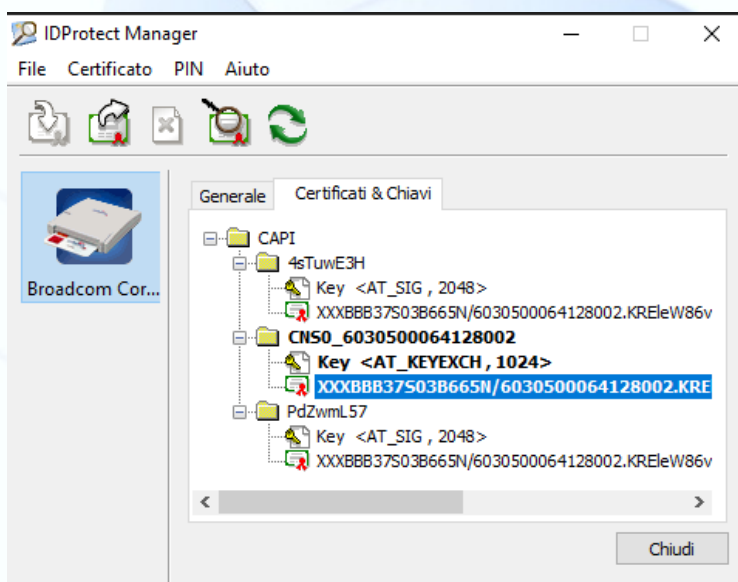 IDProtect Manager
File Certificato PIN Aiuto
Broadcom Cor...
Generale Certificati & Chiavi
CAPI
4sTuwE3H
Key <AT_SIG , 2048>
XXXBBB37S03B665N/6030500064128002.KREleW86v
CNS0_6030500064128002
Key <AT_KEYEXCH , 1024>
XXXBBB37S03B665N/6030500064128002.KRE
PdZwmL57
Key <AT_SIG , 2048>
XXXBBB37S03B665N/6030500064128002.KREleW86v
Chiudi